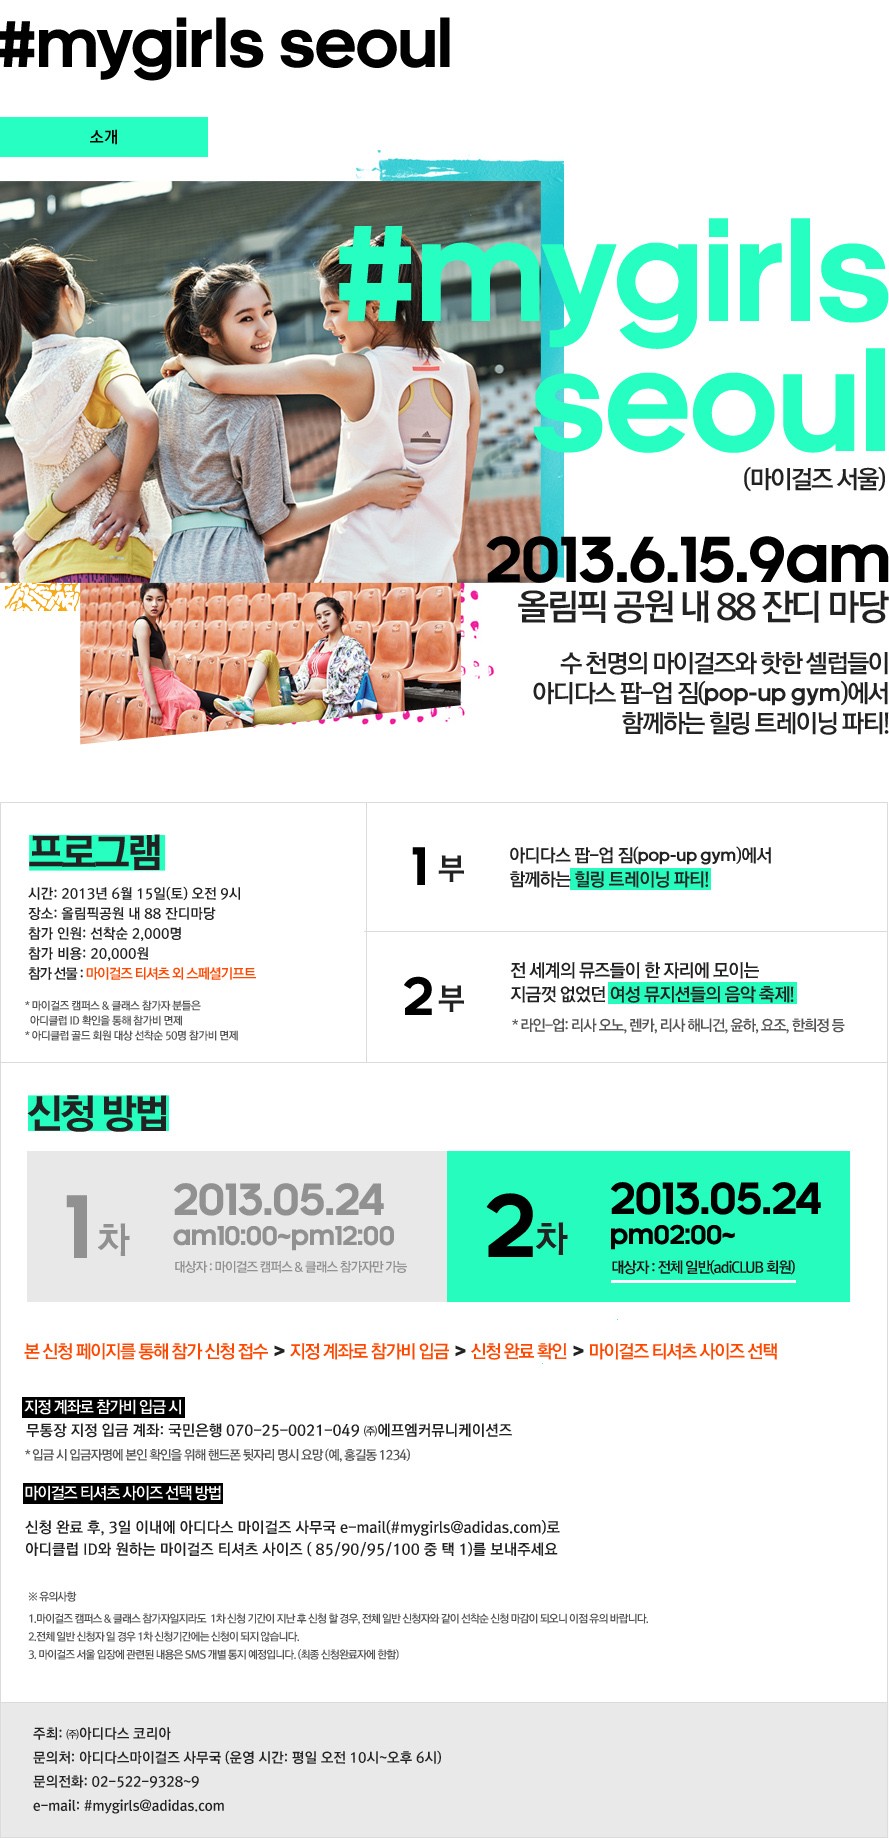 #mygirls seoul
소개
#mygirls
seoul
(마이걸즈 서울)
2013.6.15.9am
올림픽 공원 내 88 잔디 마당
수 천명의 마이걸즈와 핫한 셀럽들이
아디다스 팝-업 짐(pop-up gym)에서
함께하는 힐링 트레이닝 파티!
프로그램
시간: 2013년 6월 15일(토) 오전 9시
장소: 올림픽공원 내 88 잔디마당
참가 인원: 선착순 2,000명
참가 비용: 20,000원
참가 선물 : 마이걸즈 티셔츠 외 스페셜기프트
* 마이걸즈 캠퍼스 & 클래스 참가자 분들은
아디클럽 ID 확인을 통해 참가비 면제
* 아디클럽 골드 회원 대상 선착순 50명 참가비 면제
1 부
아디다스 팝-업 짐(pop-up gym)에서
함께하는 힐링 트레이닝 파티!
2 부
전 세계의 뮤즈들이 한 자리에 모이는
지금껏 없었던 여성 뮤지션들의 음악 축제!
* 라인-업: 리사 오노, 렌카, 리사 해니건, 윤하, 요조, 한희정 등
신청 방법
1 차
2013.05.24
am10:00~pm12:00
대상자 : 마이걸즈 캠퍼스 & 클래스 참가자만 가능
2차
2013.05.24
pm02:00~
대상자 : 전체 일반(adiCLUB 회원)
본 신청 페이지를 통해 참가 신청 접수 > 지정 계좌로 참가비 입금 > 신청 완료 확인 > 마이걸즈 티셔츠 사이즈 선택
지정 계좌로 참가비 입금 시
무통장 지정 입금 계좌: 국민은행 070-25-0021-049 ㈜에프엠커뮤니케이션즈
* 입금 시 입금자명에 본인 확인을 위해 핸드폰 뒷자리 명시 요망 (예, 홍길동 1234)
마이걸즈 티셔츠 사이즈 선택 방법
신청 완료 후, 3일 이내에 아디다스 마이걸즈 사무국 e-mail(#mygirls@adidas.com)로
아디클럽 ID와 원하는 마이걸즈 티셔츠 사이즈 ( 85/90/95/100 중 택 1)를 보내주세요
※ 유의사항
1.마이걸즈 캠퍼스 & 클래스 참가자일지라도 1차 신청 기간이 지난 후 신청 할 경우, 전체 일반 신청자와 같이 선착순 신청 마감이 되오니 이점 유의 바랍니다.
2.전체 일반 신청자 일 경우 1차 신청기간에는 신청이 되지 않습니다.
3. 마이걸즈 서울 입장에 관련된 내용은 SMS 개별 통지 예정입니다. (최종 신청완료자에 한함)
주최: ㈜아디다스 코리아
문의처: 아디다스마이걸즈 사무국 (운영 시간: 평일 오전 10시~오후 6시)
문의전화: 02-522-9328~9
e-mail: #mygirls@adidas.com